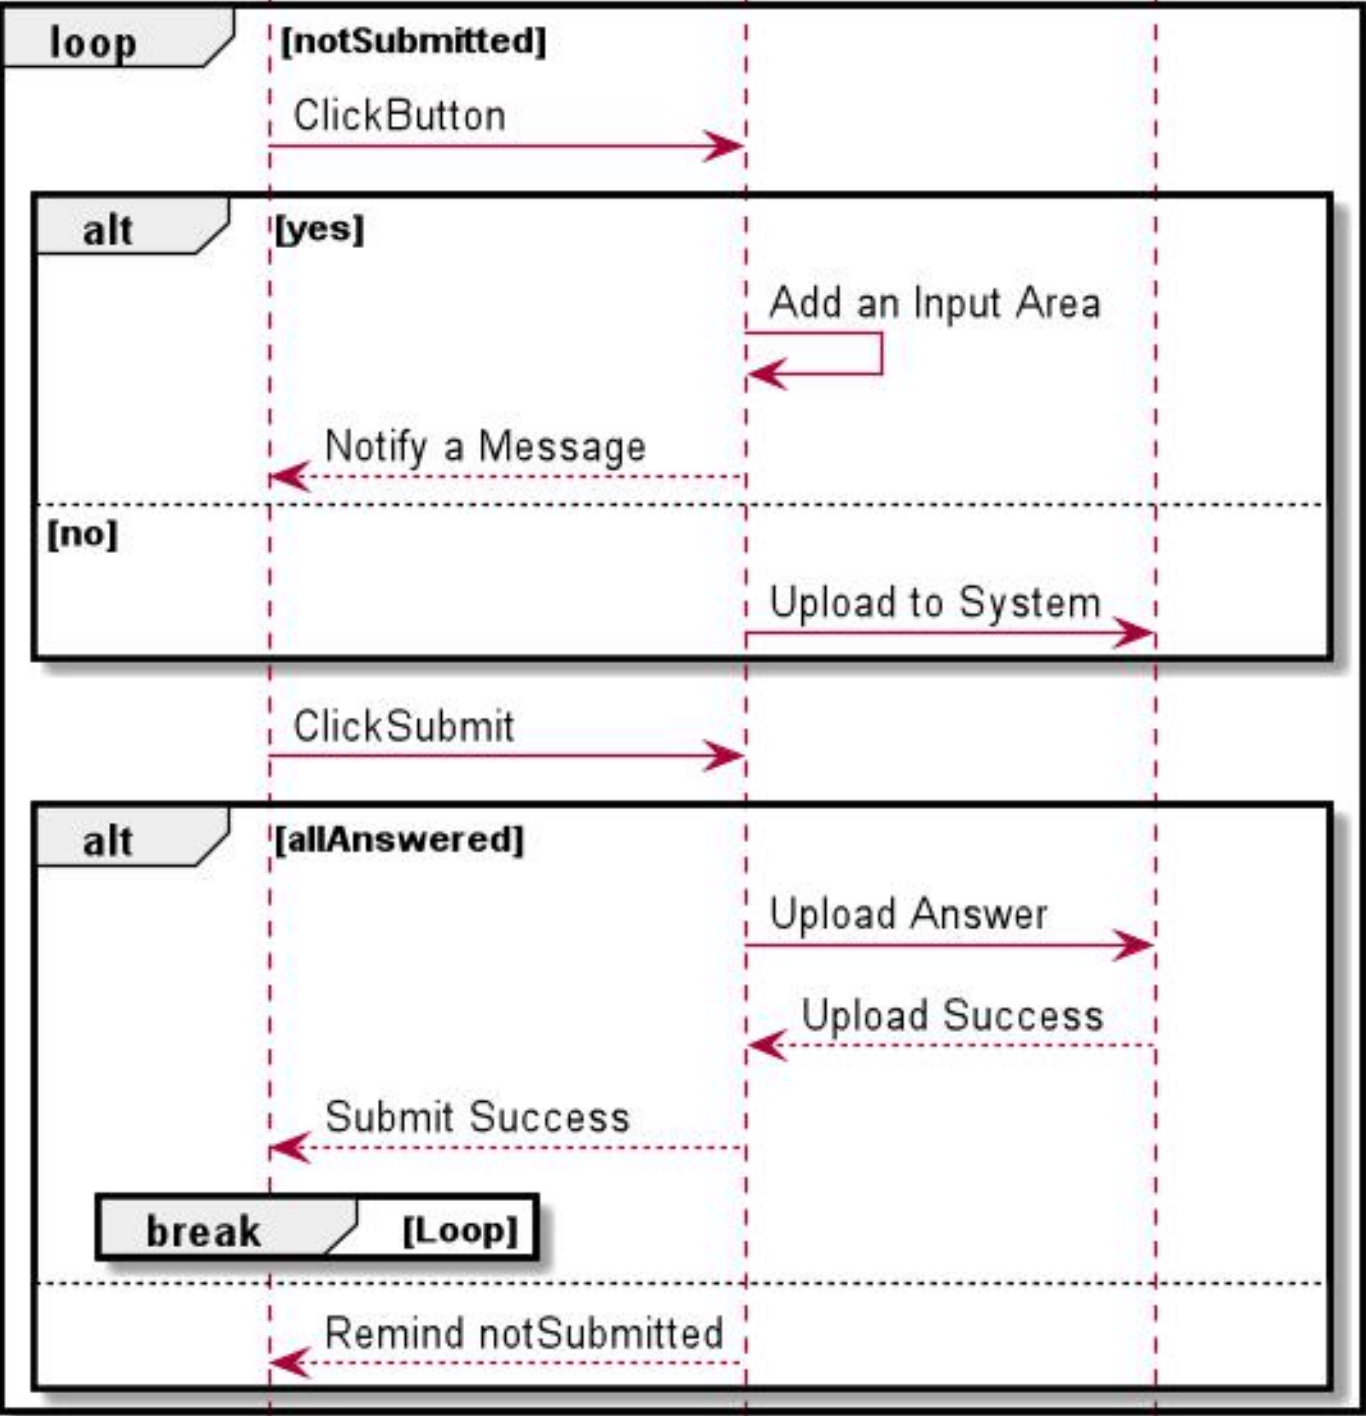 loop [notSubmitted]
ClickButton
alt [yes]
Add an Input Area
Notify a Message
[no]
Upload to System
ClickSubmit
alt [allAnswered]
Upload Answer
Upload Success
Submit Success
break [Loop]
Remind notSubmitted